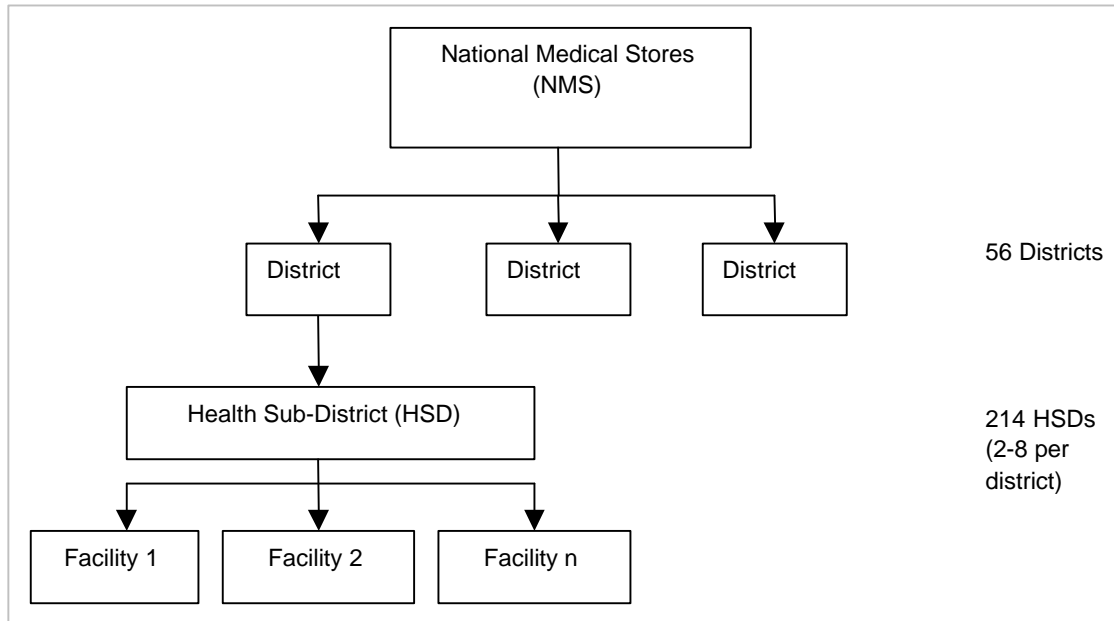 National Medical Stores
(NMS)
District
District
District
56 Districts
Health Sub-District (HSD)
214 HSDs
(2-8 per
district)
Facility 1
Facility 2
Facility n